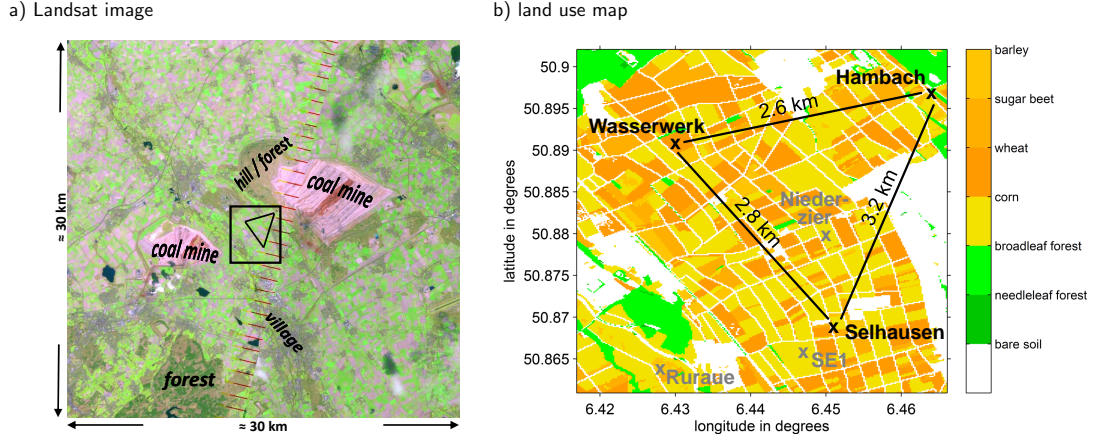 a) Landsat image
b) land use map
≈ 30 km
hill / forest
coal mine
coal mine
village
forest
≈ 30 km
latitude in degrees
50.9
50.895
50.89
50.885
50.88
50.875
50.87
50.865
Hambach
2.6 km
Wasserwerk
Nieder-
zier
x
2.8 km
3.2 km
x Selhausen
x SE1
x Ruraue
6.42
6.43
6.44
6.45
6.46
longitude in degrees
barley
sugar beet
wheat
corn
broadleaf forest
needleleaf forest
bare soil